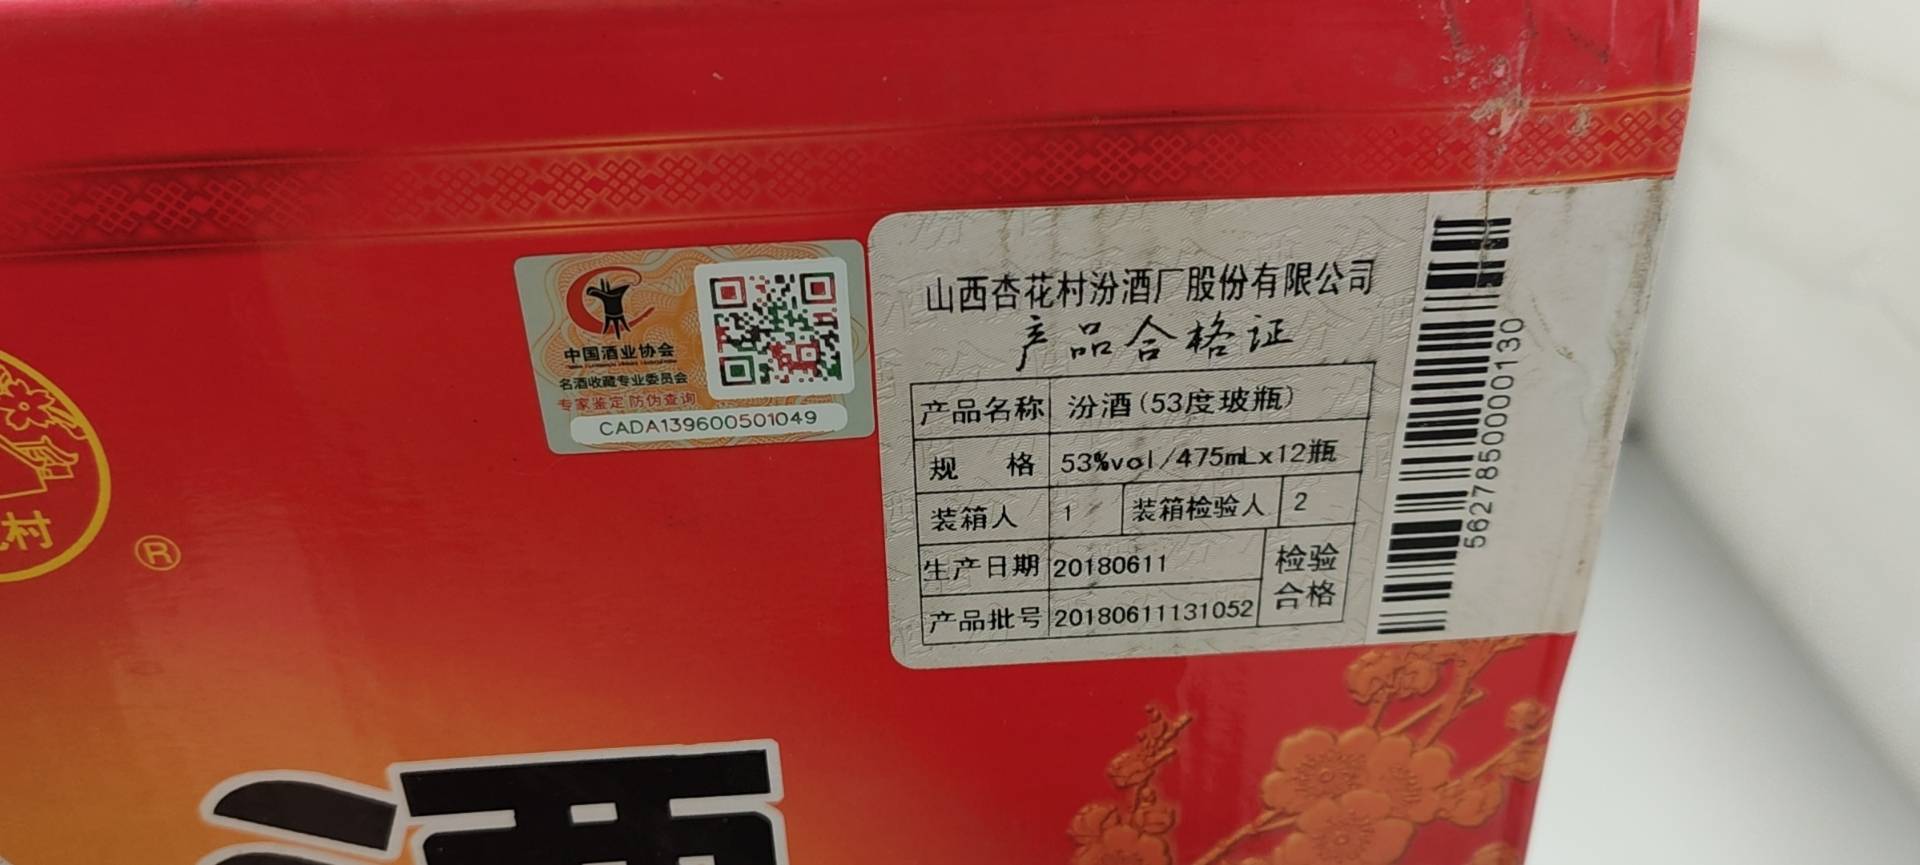 村
®
中国酒业协会
名酒收藏专业委员会
专家鉴定 防伪查询
CADA139600501049
山西杏花村汾酒厂股份有限公司
产品合格证
产品名称 汾酒(53度玻瓶)
规 格 53%vol/475mLx12瓶
装箱人 1 装箱检验人 2
生产日期 20180611 检验
合格
产品批号 20180611131052
562785000013​0
酒